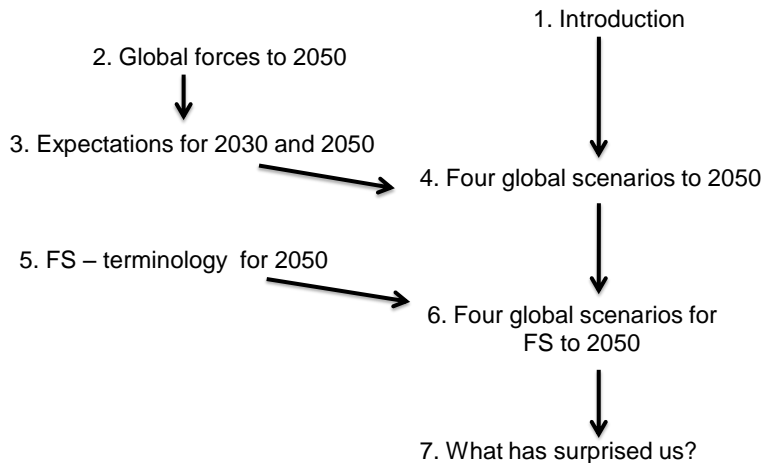 1. Introduction
2. Global forces to 2050
3. Expectations for 2030 and 2050
4. Four global scenarios to 2050
5. FS – terminology for 2050
6. Four global scenarios for
FS to 2050
7. What has surprised us?